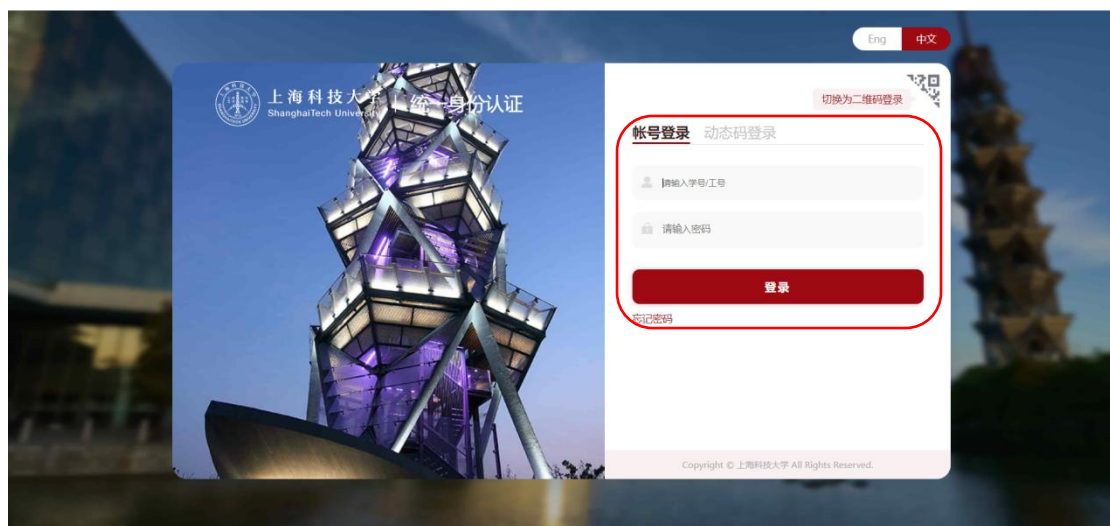 Eng 中文
上海科技大学 | 统一身份认证
ShanghaiTech University
切换为二维码登录
帐号登录 动态码登录
请输入学号/工号
请输入密码
登录
忘记密码
Copyright © 上海科技大学 All Rights Reserved.